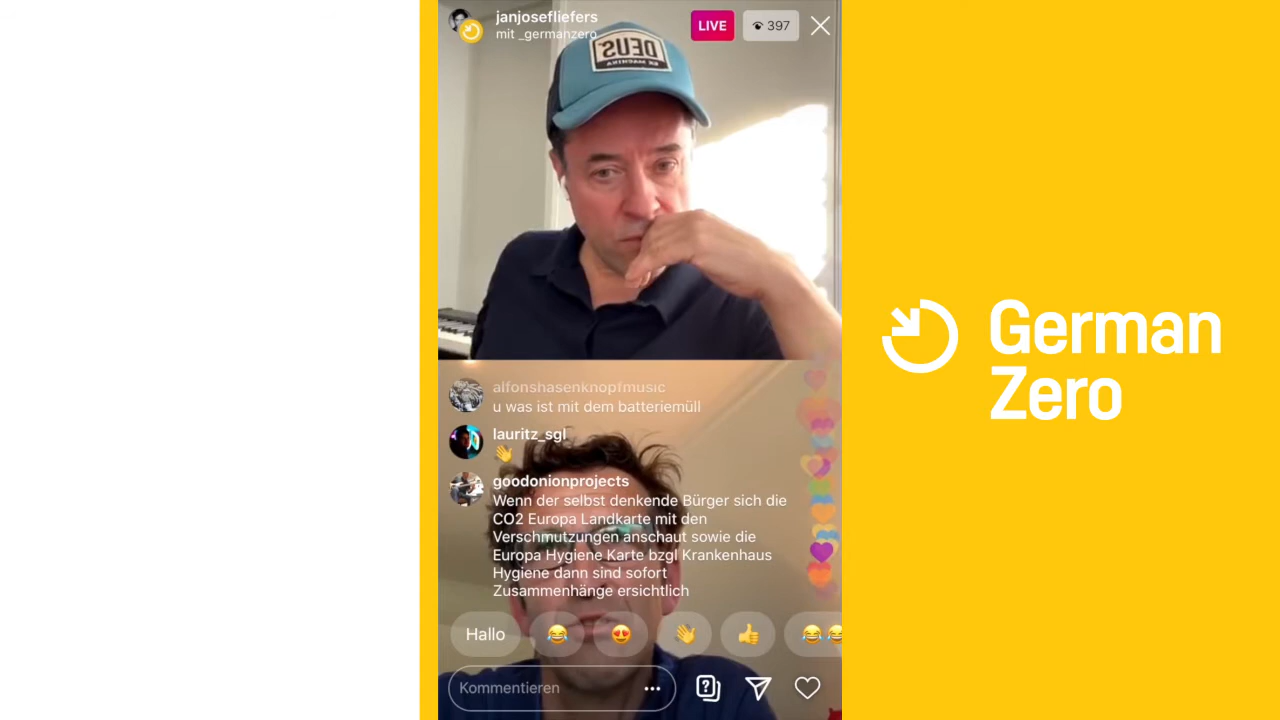 janjosefliefers
mit _germanzero
LIVE
397
DEUS
EX MACHINA
alfonshasenknopfmusic
u was ist mit dem batteriemüll
lauritz_sgl
goodonionprojects
Wenn der selbst denkende Bürger sich die
CO2 Europa Landkarte mit den
Verschmutzungen anschaut sowie die
Europa Hygiene Karte bzgl Krankenhaus
Hygiene dann sind sofort
Zusammenhänge ersichtlich
Hallo
Kommentieren
German
Zero